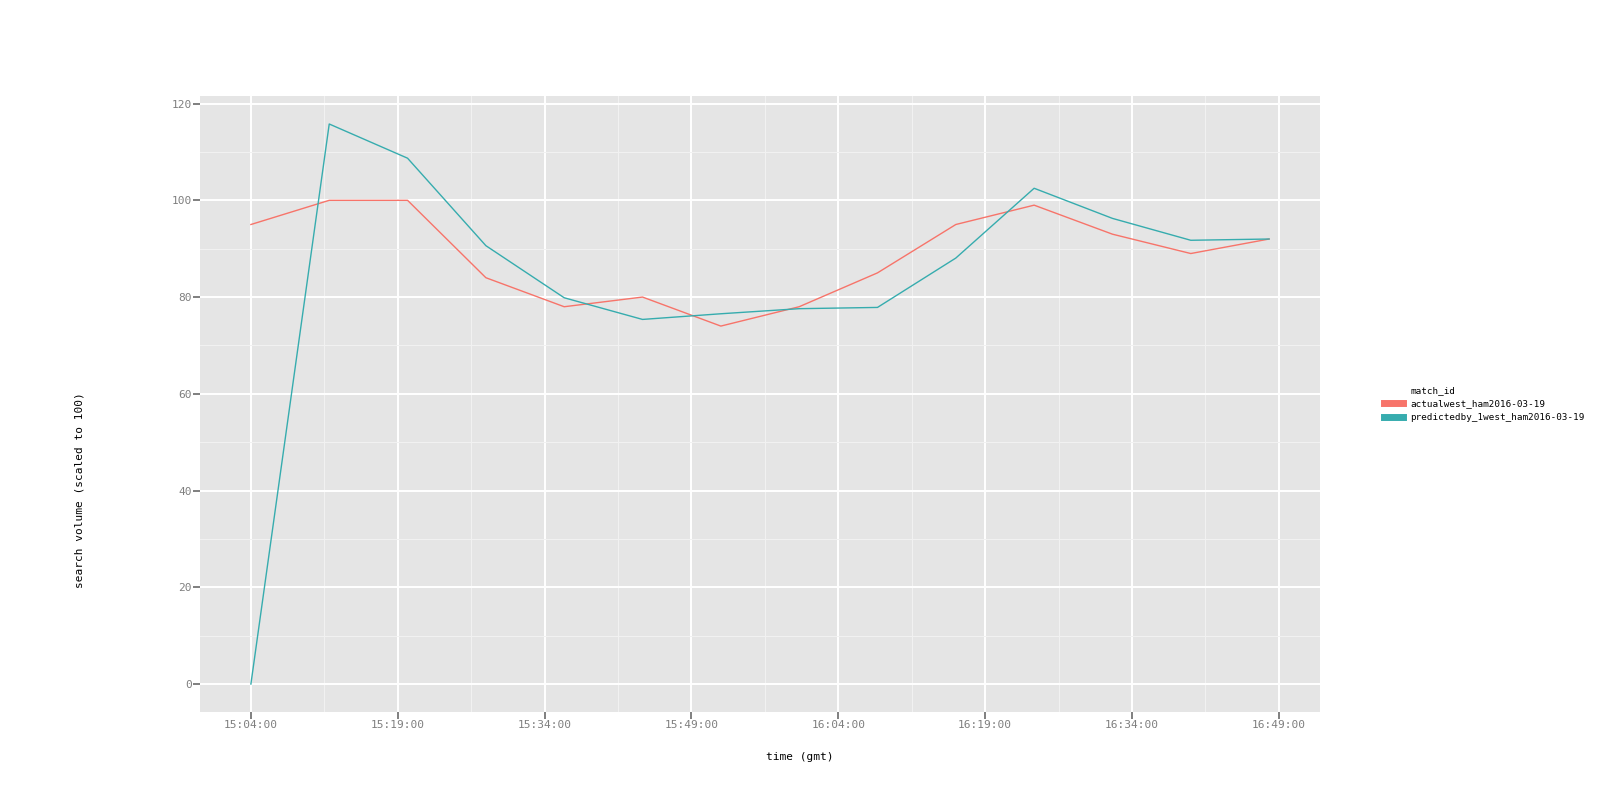 120
100
80
60
40
20
0
search volume (scaled to 100)
15:04:00 15:19:00 15:34:00 15:49:00 16:04:00 16:19:00 16:34:00 16:49:00
time (gmt)
match_id
actualwest_ham2016-03-19
predictedby_1west_ham2016-03-19